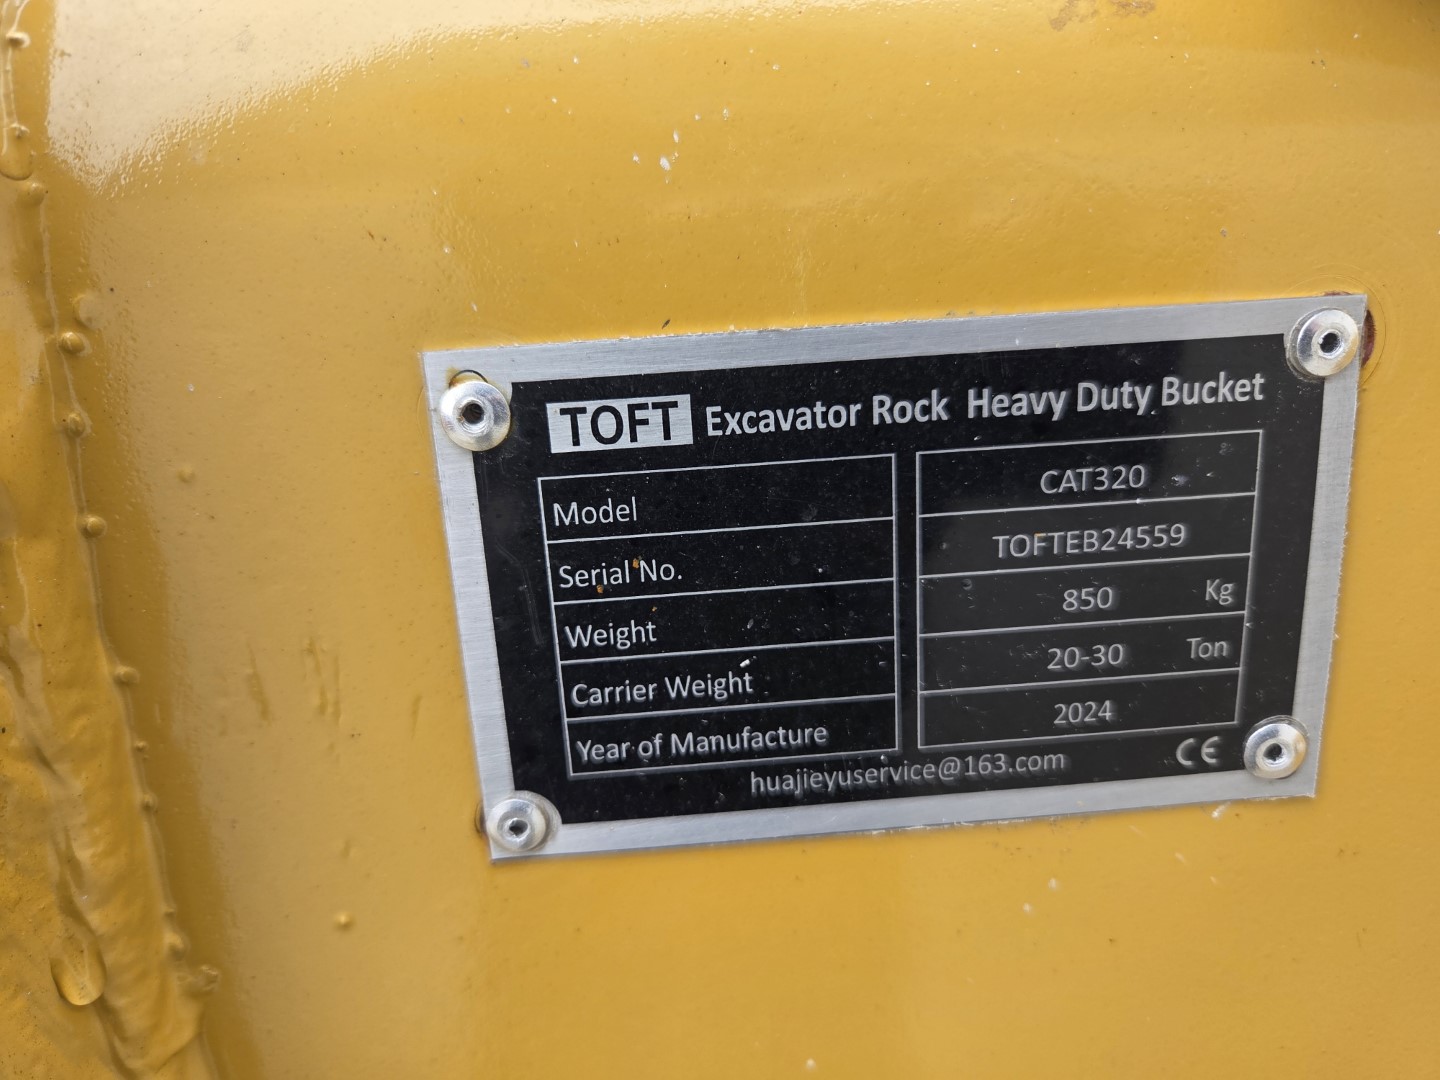 TOFT Excavator Rock Heavy Duty Bucket
Model CAT320
Serial No. TOFTEB24559
Weight 850 Kg
Carrier Weight 20-30 Ton
Year of Manufacture 2024
huajieyuservice@163.com CE